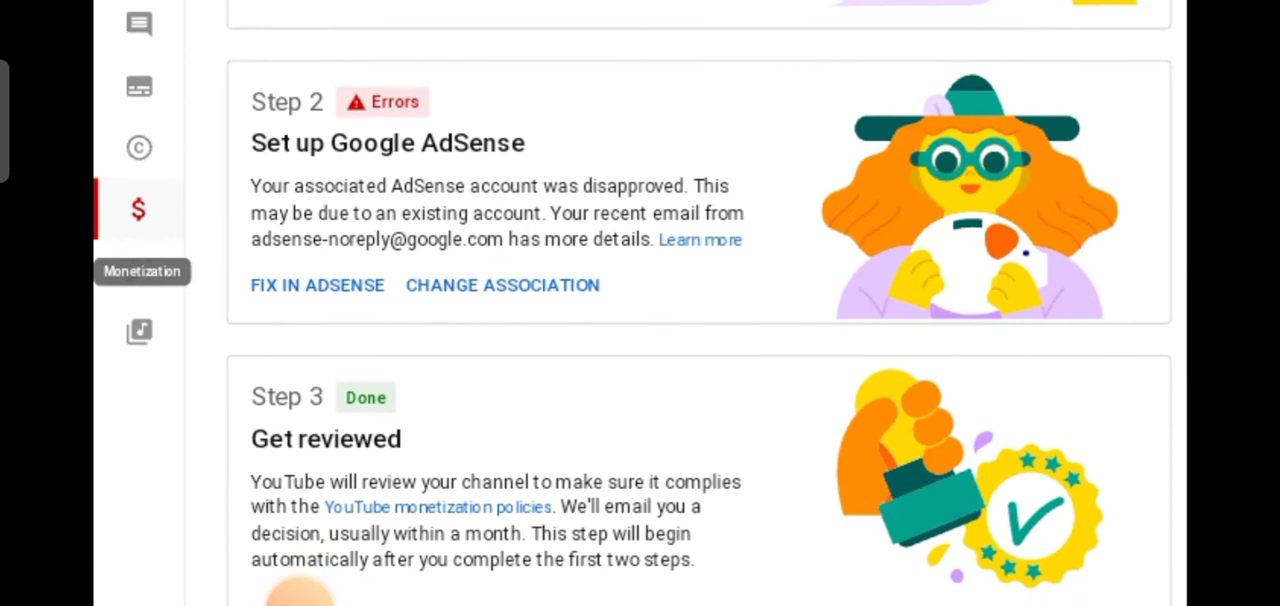 Step 2 Errors
Set up Google AdSense
Your associated AdSense account was disapproved. This
may be due to an existing account. Your recent email from
adsense-noreply@google.com has more details. Learn more
FIX IN ADSENSE CHANGE ASSOCIATION
$
Monetization
Step 3 Done
Get reviewed
YouTube will review your channel to make sure it complies
with the YouTube monetization policies. We'll email you a
decision, usually within a month. This step will begin
automatically after you complete the first two steps.